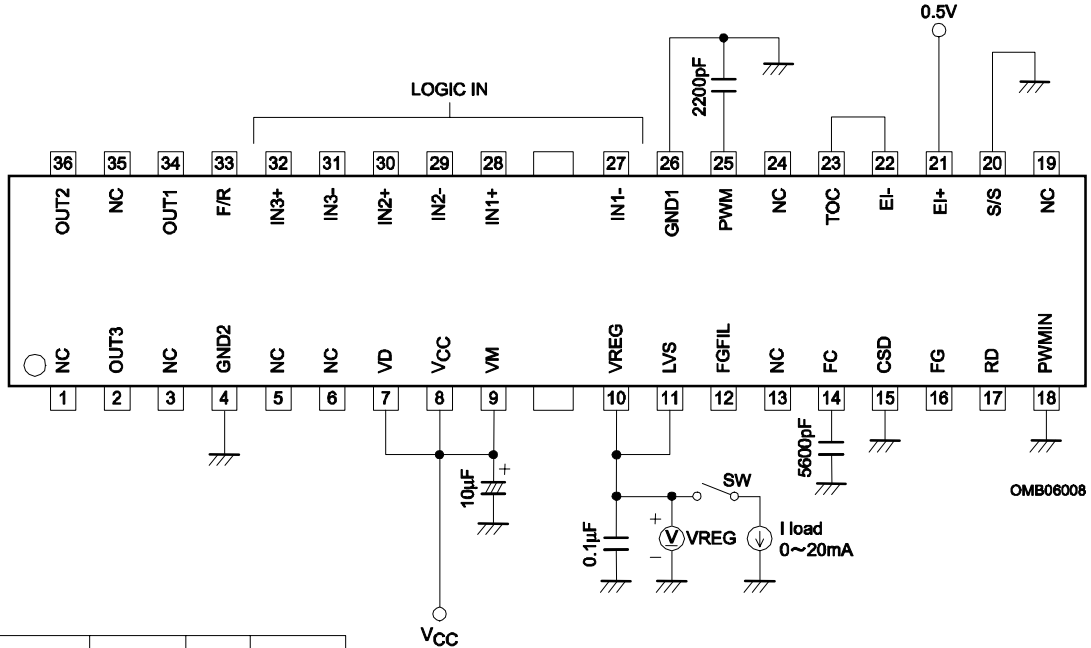 0.5V
2200pF
LOGIC IN
36 35 34 33 32 31 30 29 28 27 26 25 24 23 22 21 20 19
OUT2 NC OUT1 F/R IN3+ IN3- IN2+ IN2- IN1+ IN1- GND1 PWM NC TOC EI- EI+ S/S NC
NC OUT3 NC GND2 NC NC VD VCC VM VREG LVS FGFIL NC FC CSD FG RD PWMIN
1 2 3 4 5 6 7 8 9 10 11 12 13 14 15 16 17 18
10µF
+
5600pF
SW
OMB06008
0.1µF
+
V
−
VREG
I load
0～20mA
VCC